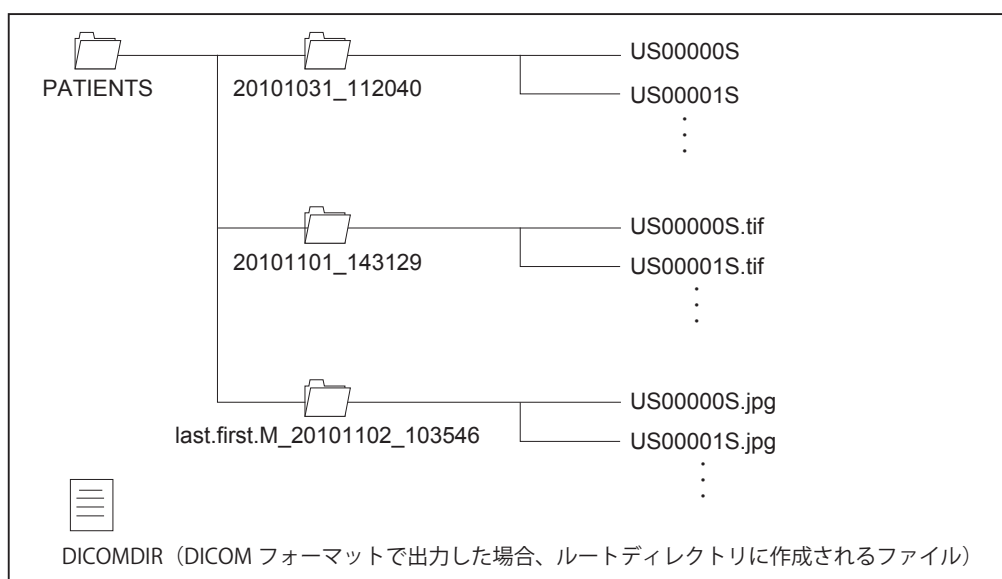 PATIENTS
20101031_112040
US00000S
US00001S
20101101_143129
US00000S.tif
US00001S.tif
last.first.M_20101102_103546
US00000S.jpg
US00001S.jpg
DICOMDIR（DICOM フォーマットで出力した場合、ルートディレクトリに作成されるファイル）